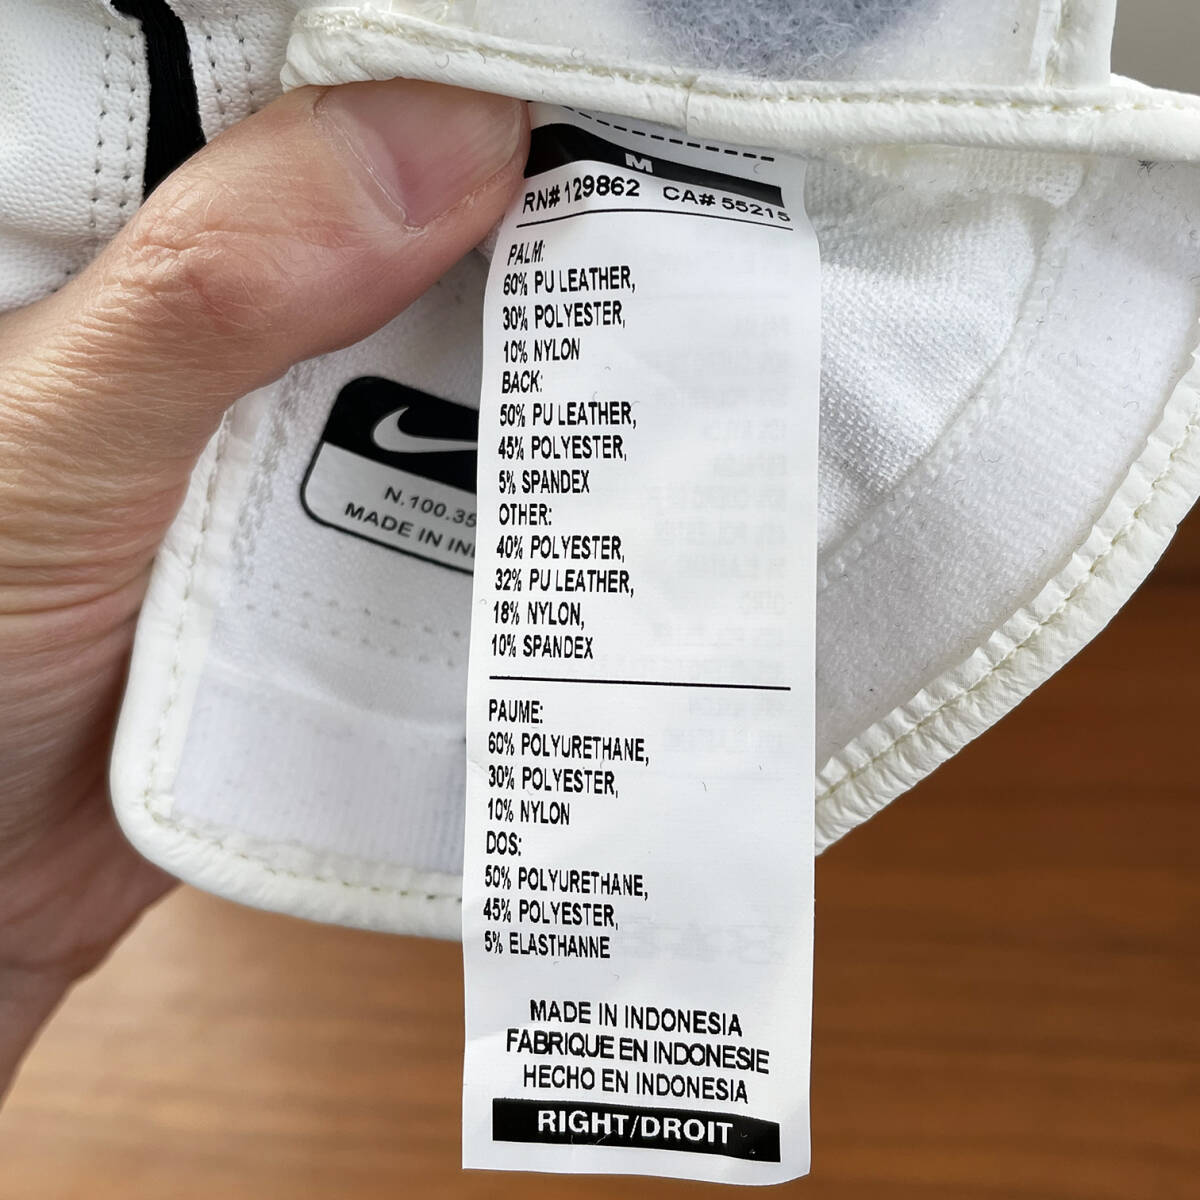 M
RN# 129862 CA# 55215
PALM:
60% PU LEATHER,
30% POLYESTER,
10% NYLON
BACK:
50% PU LEATHER,
45% POLYESTER,
5% SPANDEX
OTHER:
40% POLYESTER,
32% PU LEATHER,
18% NYLON,
10% SPANDEX
PAUME:
60% POLYURETHANE,
30% POLYESTER,
10% NYLON
DOS:
50% POLYURETHANE,
45% POLYESTER,
5% ELASTHANNE
MADE IN INDONESIA
FABRIQUE EN INDONESIE
HECHO EN INDONESIA
RIGHT/DROIT
N.100.35
MADE IN